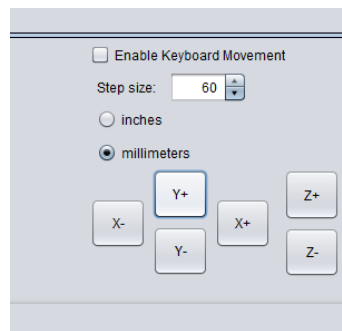 Enable Keyboard Movement
Step size: 60
inches
millimeters
Y+ Z+
X- X+
Y- Z-